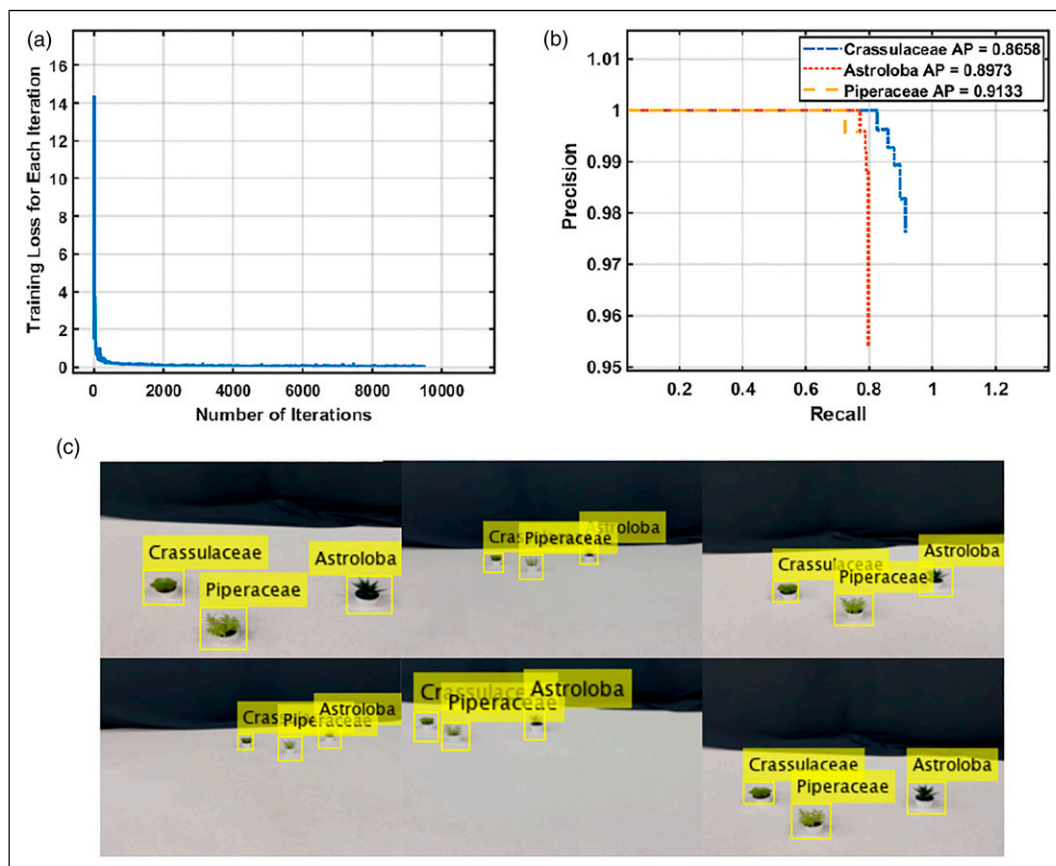 (a)
Training Loss for Each Iteration
16
14
12
10
8
6
4
2
0
0 2000 4000 6000 8000 10000
Number of Iterations
(b)
Crassulaceae AP = 0.8658
Astroloba AP = 0.8973
Piperaceae AP = 0.9133
Precision
1.01
1
0.99
0.98
0.97
0.96
0.95
0.2 0.4 0.6 0.8 1 1.2
Recall
(c)
Crassulaceae
Astroloba
Piperaceae
Astroloba
Piperaceae
Astroloba
Crassulaceae
Piperaceae
Astroloba
Piperaceae
Astroloba
Crassulaceae
Piperaceae
Crassulaceae
Astroloba
Piperaceae